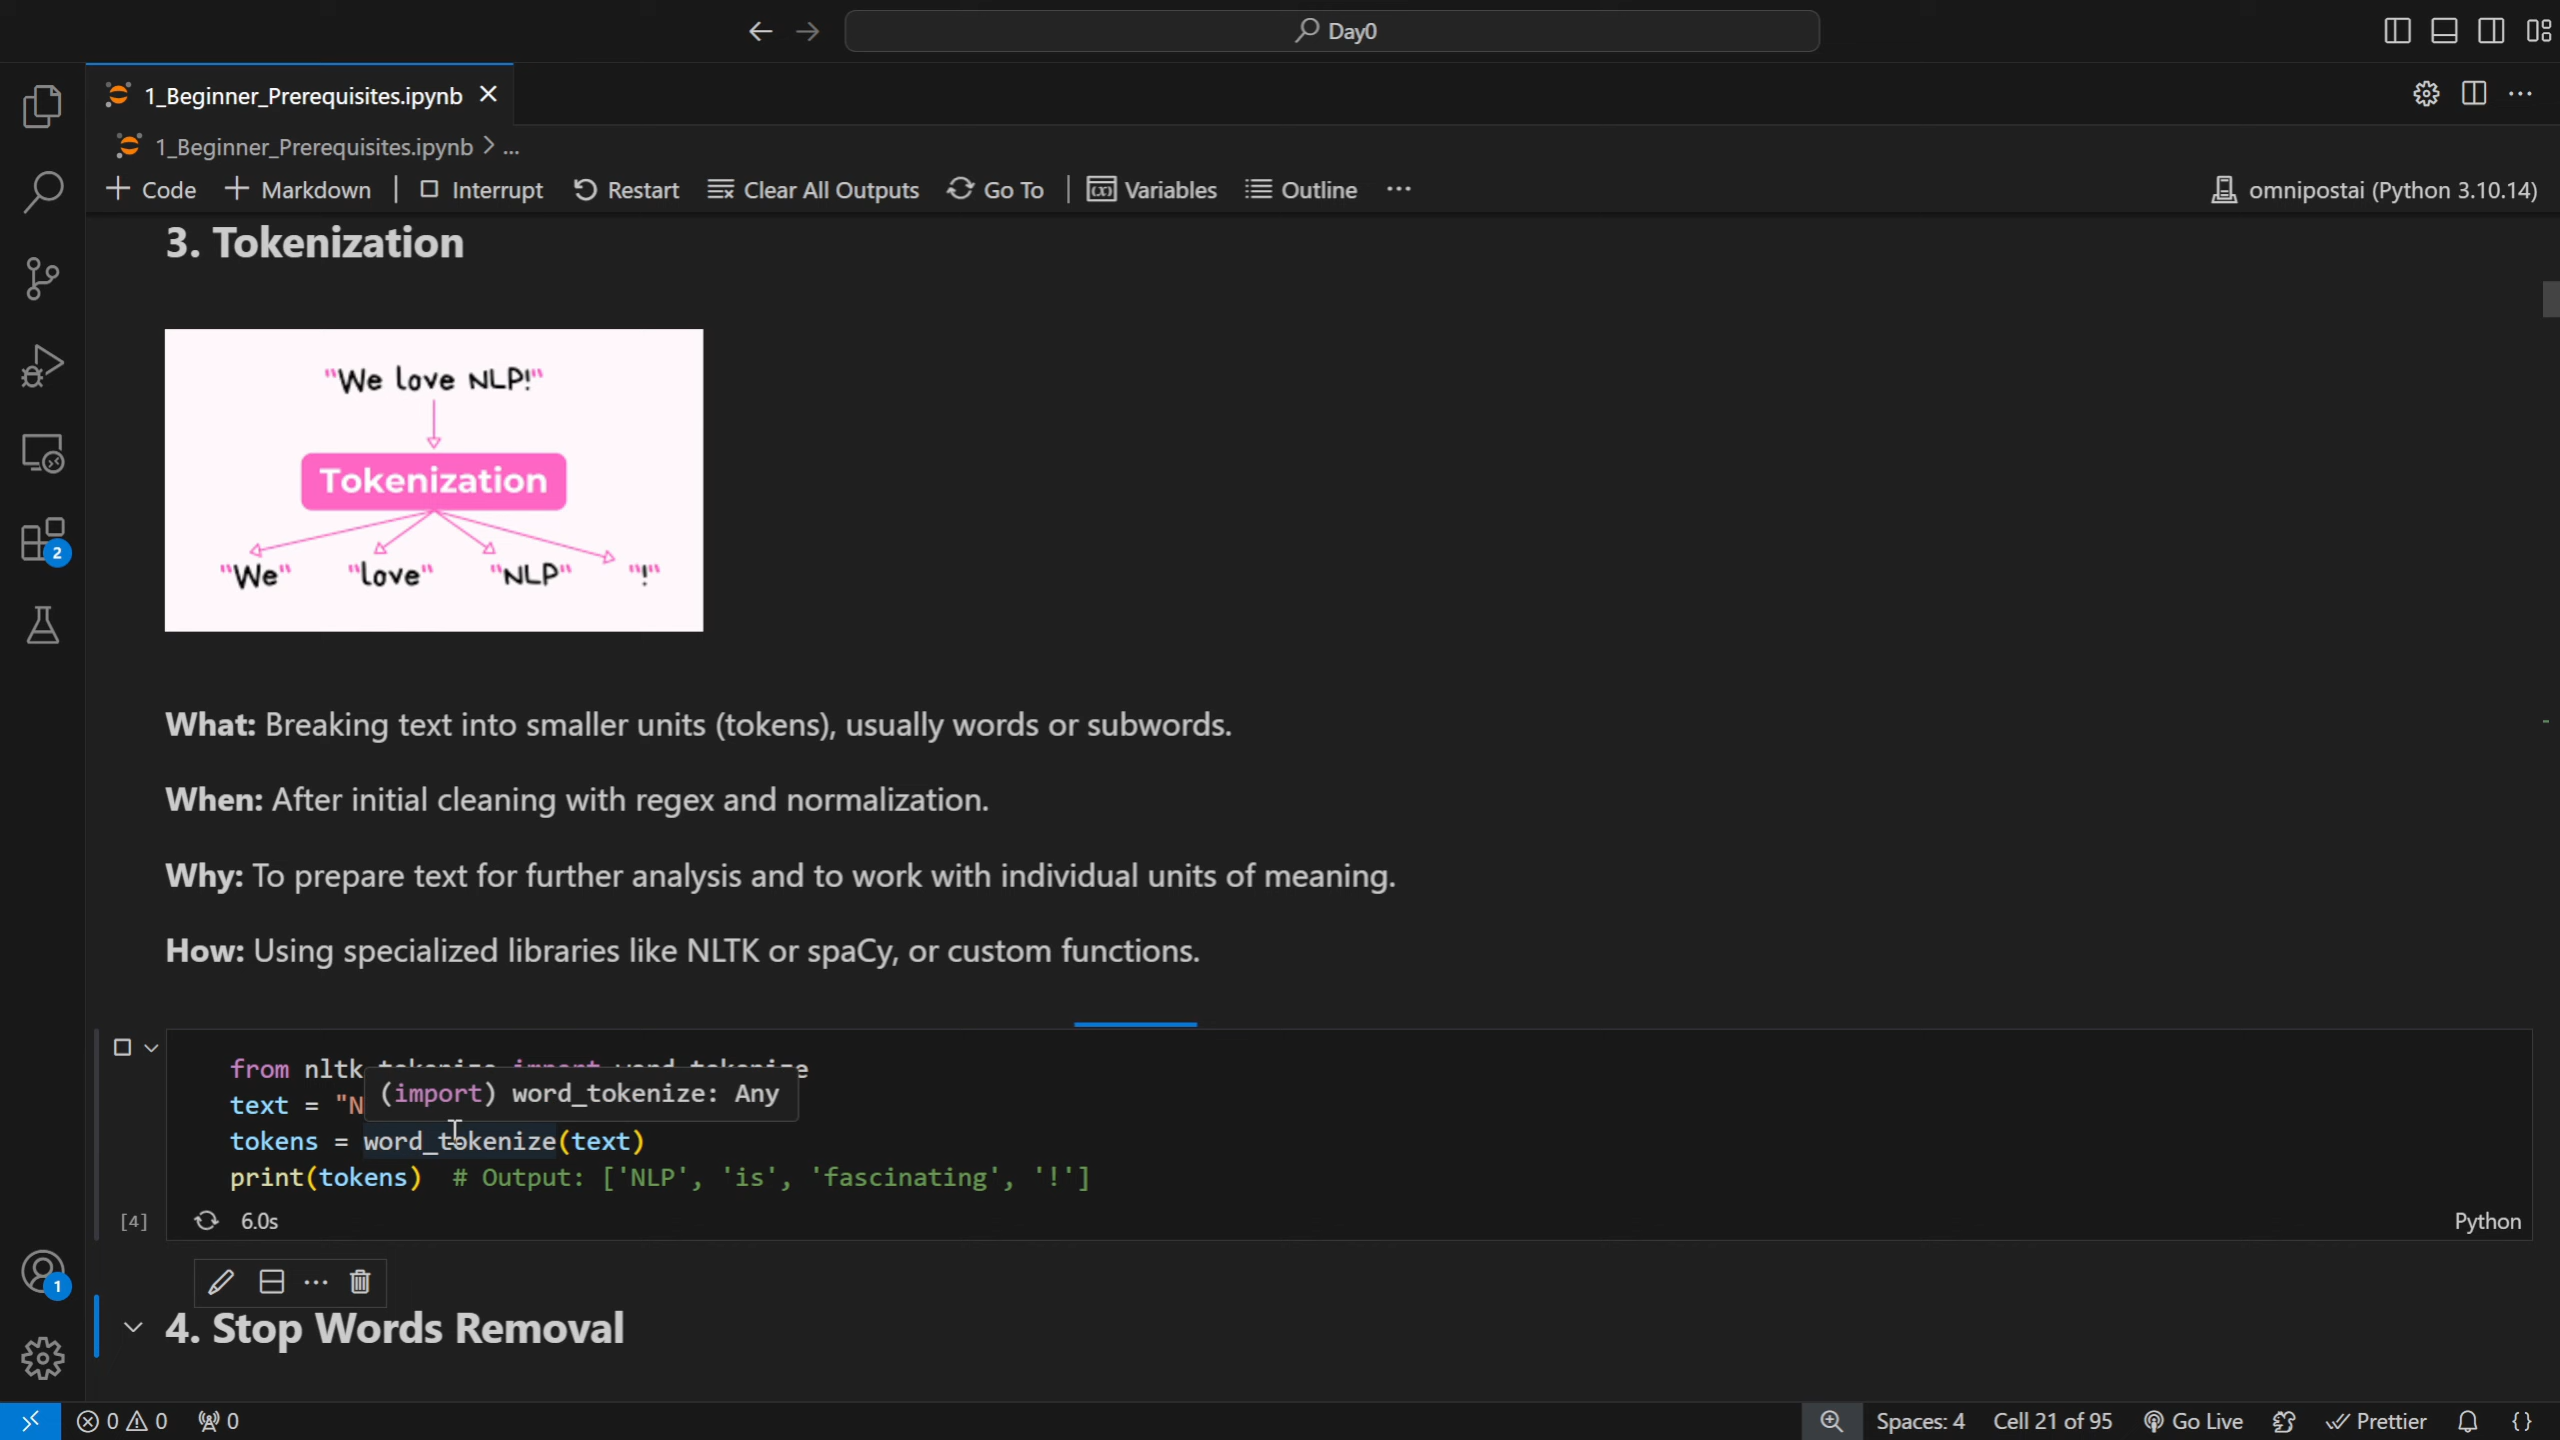 Day0
1_Beginner_Prerequisites.ipynb
1_Beginner_Prerequisites.ipynb > ...
Code Markdown Interrupt Restart Clear All Outputs Go To Variables Outline ... omnipostai (Python 3.10.14)
3. Tokenization
"We love NLP!"
Tokenization
"We" "love" "NLP" "!"
What: Breaking text into smaller units (tokens), usually words or subwords.
When: After initial cleaning with regex and normalization.
Why: To prepare text for further analysis and to work with individual units of meaning.
How: Using specialized libraries like NLTK or spaCy, or custom functions.
2
from nltk.tokenize import word_tokenize
(import) word_tokenize: Any
text = "N
tokens = word_tokenize(text)
print(tokens)  # Output: ['NLP', 'is', 'fascinating', '!']
[4] 6.0s Python
1
4. Stop Words Removal
0 0 0 Spaces: 4 Cell 21 of 95 Go Live Prettier {}